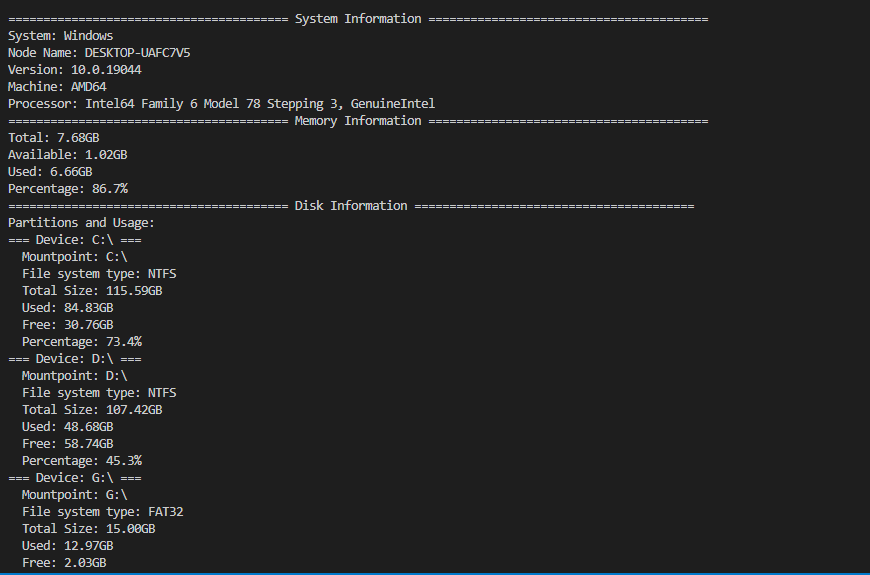 ======================================== System Information ========================================
System: Windows
Node Name: DESKTOP-UAFC7V5
Version: 10.0.19044
Machine: AMD64
Processor: Intel64 Family 6 Model 78 Stepping 3, GenuineIntel
======================================== Memory Information ========================================
Total: 7.68GB
Available: 1.02GB
Used: 6.66GB
Percentage: 86.7%
======================================== Disk Information ========================================
Partitions and Usage:
=== Device: C:\ ===
  Mountpoint: C:\
  File system type: NTFS
  Total Size: 115.59GB
  Used: 84.83GB
  Free: 30.76GB
  Percentage: 73.4%
=== Device: D:\ ===
  Mountpoint: D:\
  File system type: NTFS
  Total Size: 107.42GB
  Used: 48.68GB
  Free: 58.74GB
  Percentage: 45.3%
=== Device: G:\ ===
  Mountpoint: G:\
  File system type: FAT32
  Total Size: 15.00GB
  Used: 12.97GB
  Free: 2.03GB